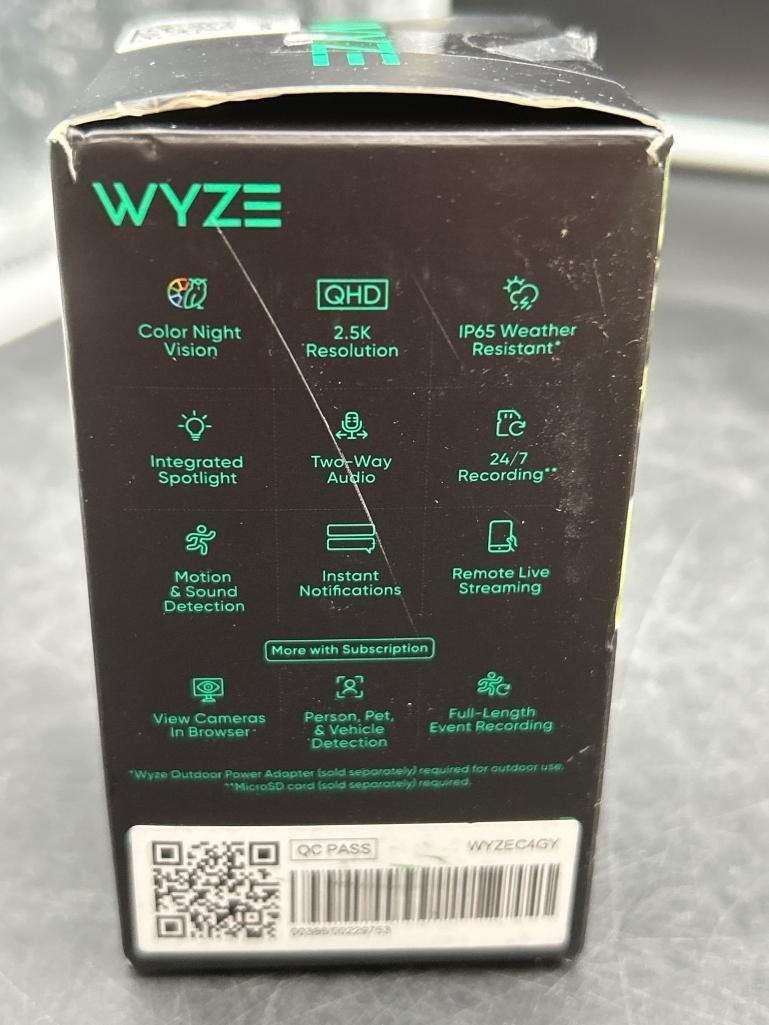 WYZE
WYZE
Color Night
Vision
QHD
2.5K
Resolution
IP65 Weather
Resistant*
Integrated
Spotlight
Two-Way
Audio
24/7
Recording**
Motion
& Sound
Detection
Instant
Notifications
Remote Live
Streaming
More with Subscription
View Cameras
In Browser
Person, Pet,
& Vehicle
Detection
Full-Length
Event Recording
*Wyze Outdoor Power Adapter (sold separately) required for outdoor use.
**MicroSD card (sold separately) required.
QC PASS
WYZEC4GY